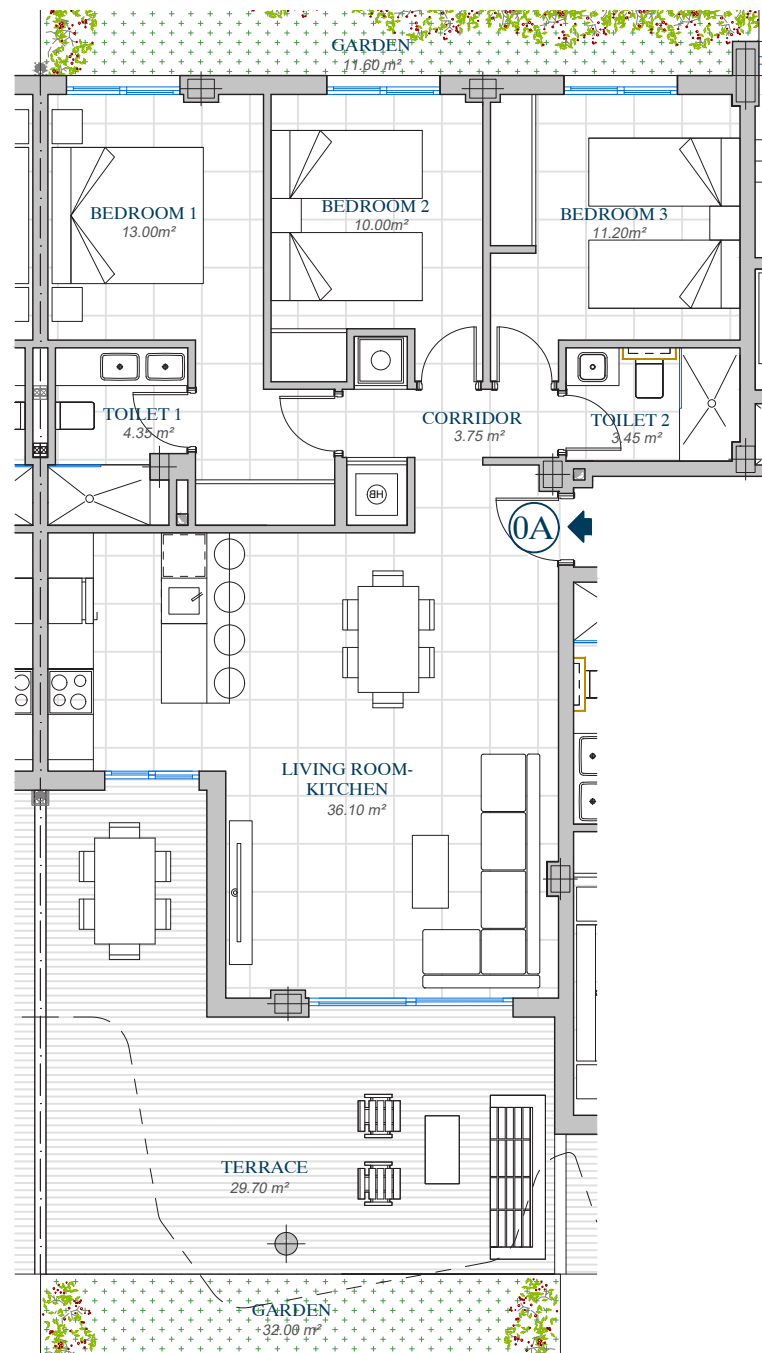 GARDEN
11.60 m²
BEDROOM 1
13.00m²
BEDROOM 2
10.00m²
BEDROOM 3
11.20m²
TOILET 1
4.35 m²
CORRIDOR
3.75 m²
TOILET 2
3.45 m²
HB
0A
LIVING ROOM-
KITCHEN
36.10 m²
TERRACE
29.70 m²
GARDEN
32.00 m²